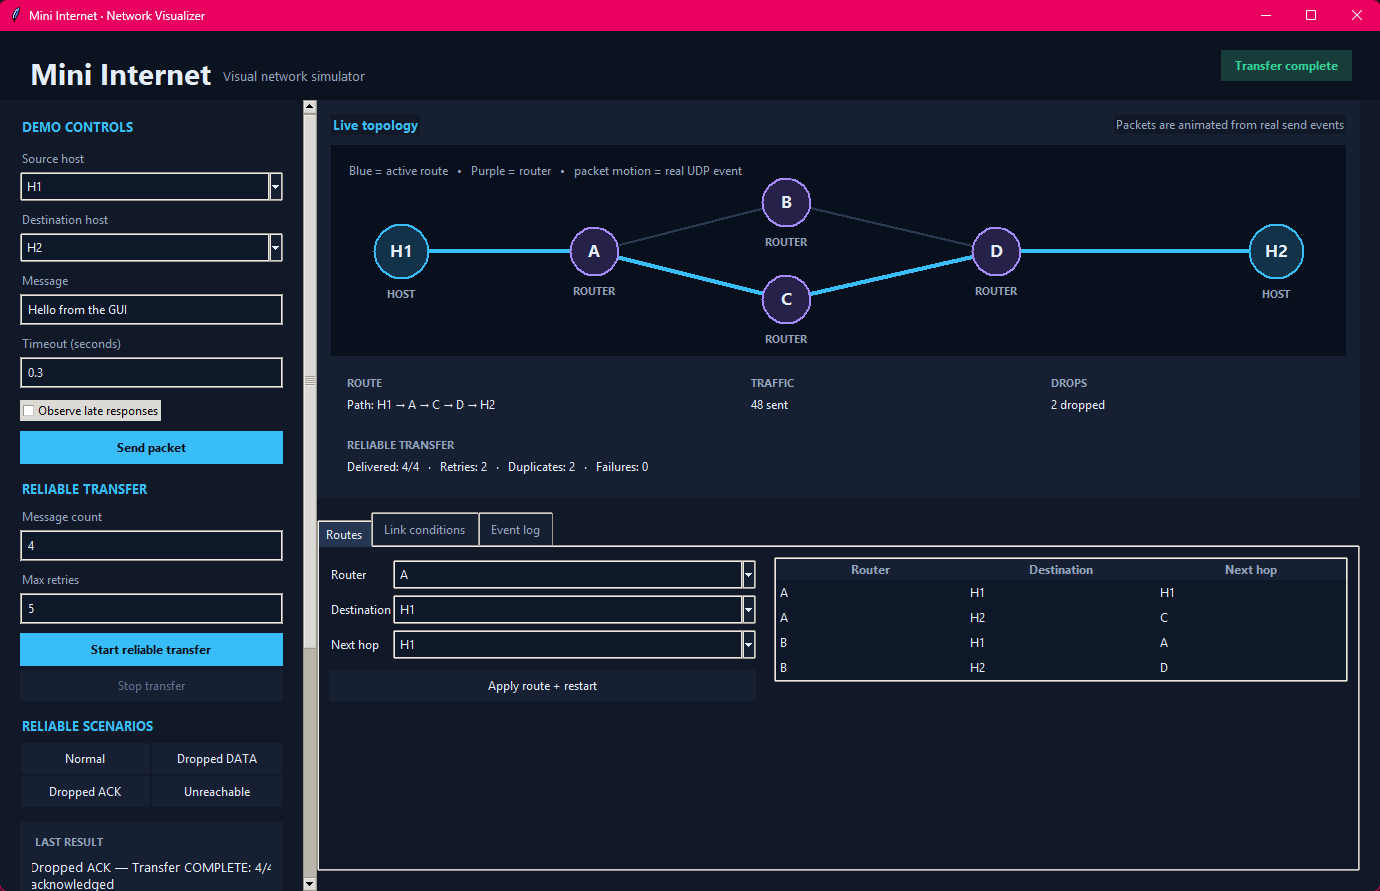 Mini Internet · Network Visualizer
Mini Internet
Visual network simulator
Transfer complete
DEMO CONTROLS
Source host
H1
Destination host
H2
Message
Hello from the GUI
Timeout (seconds)
0.3
Observe late responses
Send packet
RELIABLE TRANSFER
Message count
4
Max retries
5
Start reliable transfer
Stop transfer
RELIABLE SCENARIOS
Normal
Dropped DATA
Dropped ACK
Unreachable
LAST RESULT
Dropped ACK — Transfer COMPLETE: 4/4
acknowledged
Live topology
Packets are animated from real send events
Blue = active route • Purple = router • packet motion = real UDP event
B
ROUTER
H1
HOST
A
ROUTER
D
ROUTER
H2
HOST
C
ROUTER
ROUTE
Path: H1 → A → C → D → H2
TRAFFIC
48 sent
DROPS
2 dropped
RELIABLE TRANSFER
Delivered: 4/4 · Retries: 2 · Duplicates: 2 · Failures: 0
Routes
Link conditions
Event log
Router
A
Destination
H1
Next hop
H1
Apply route + restart
Router Destination Next hop
A H1 H1
A H2 C
B H1 A
B H2 D